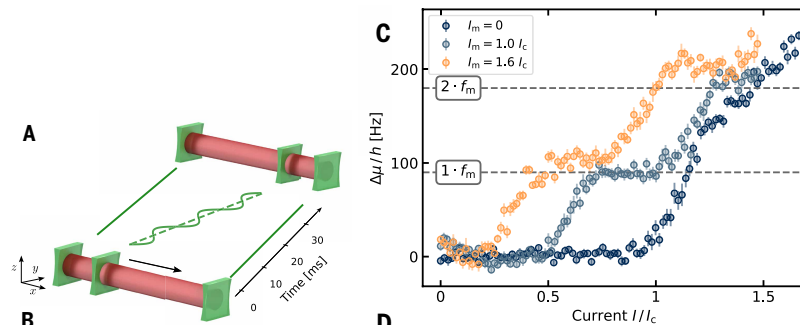 A
B
z
y
x
0
10
20
30
Time [ms]
C
I_m = 0
I_m = 1.0 I_c
I_m = 1.6 I_c
2 · f_m
1 · f_m
200
100
0
Δμ/h [Hz]
0
0.5
1
1.5
Current I/I_c
D